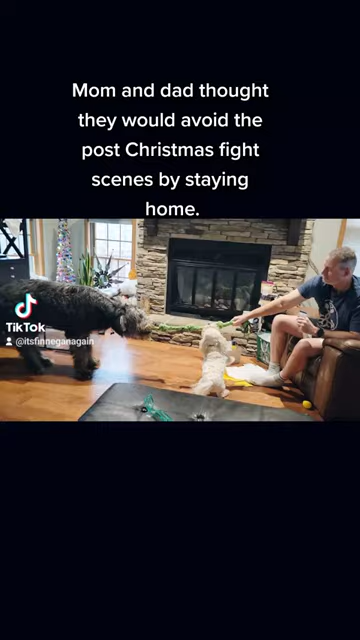 Mom and dad thought
they would avoid the
post Christmas fight
scenes by staying
home.
TikTok
@itsfinneganagain